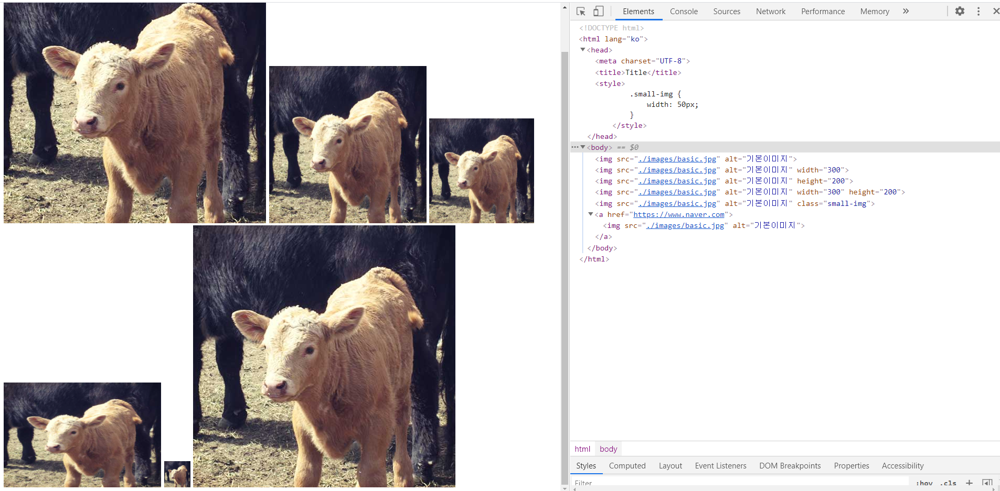 Elements Console Sources Network Performance Memory »
<!DOCTYPE html>
<html lang="ko">
<head>
<meta charset="UTF-8">
<title>Title</title>
<style>
.small-img {
width: 50px;
}
</style>
</head>
<body> == $0
<img src="./images/basic.jpg" alt="기본이미지">
<img src="./images/basic.jpg" alt="기본이미지" width="300">
<img src="./images/basic.jpg" alt="기본이미지" height="200">
<img src="./images/basic.jpg" alt="기본이미지" width="300" height="200">
<img src="./images/basic.jpg" alt="기본이미지" class="small-img">
<a href="https://www.naver.com">
<img src="./images/basic.jpg" alt="기본이미지">
</a>
</body>
</html>
html body
Styles Computed Layout Event Listeners DOM Breakpoints Properties Accessibility
Filter :hov .cls +